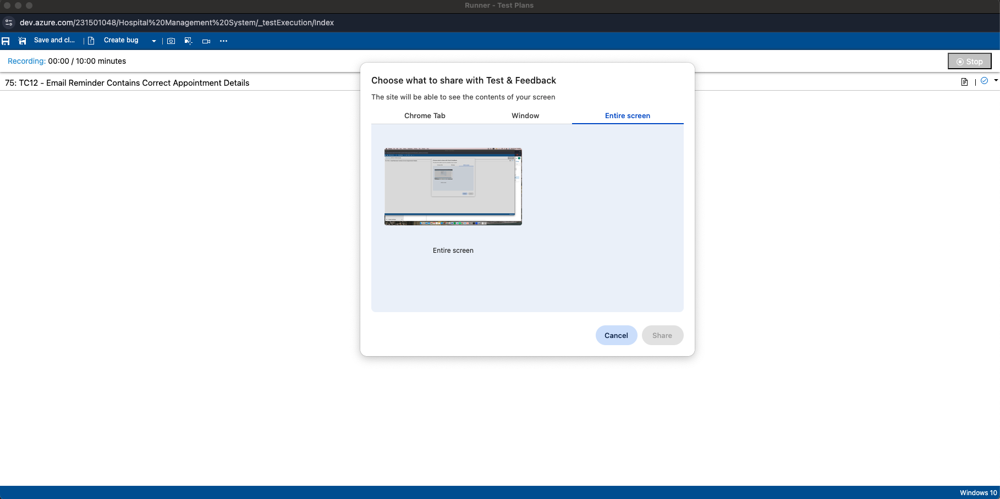 Runner - Test Plans
dev.azure.com/231501048/Hospital%20Management%20System/_testExecution/Index
Save and cl... | Create bug |
Recording: 00:00 / 10:00 minutes
Stop
75: TC12 - Email Reminder Contains Correct Appointment Details
Choose what to share with Test & Feedback
The site will be able to see the contents of your screen
Chrome Tab Window Entire screen
Entire screen
Cancel Share
Windows 10